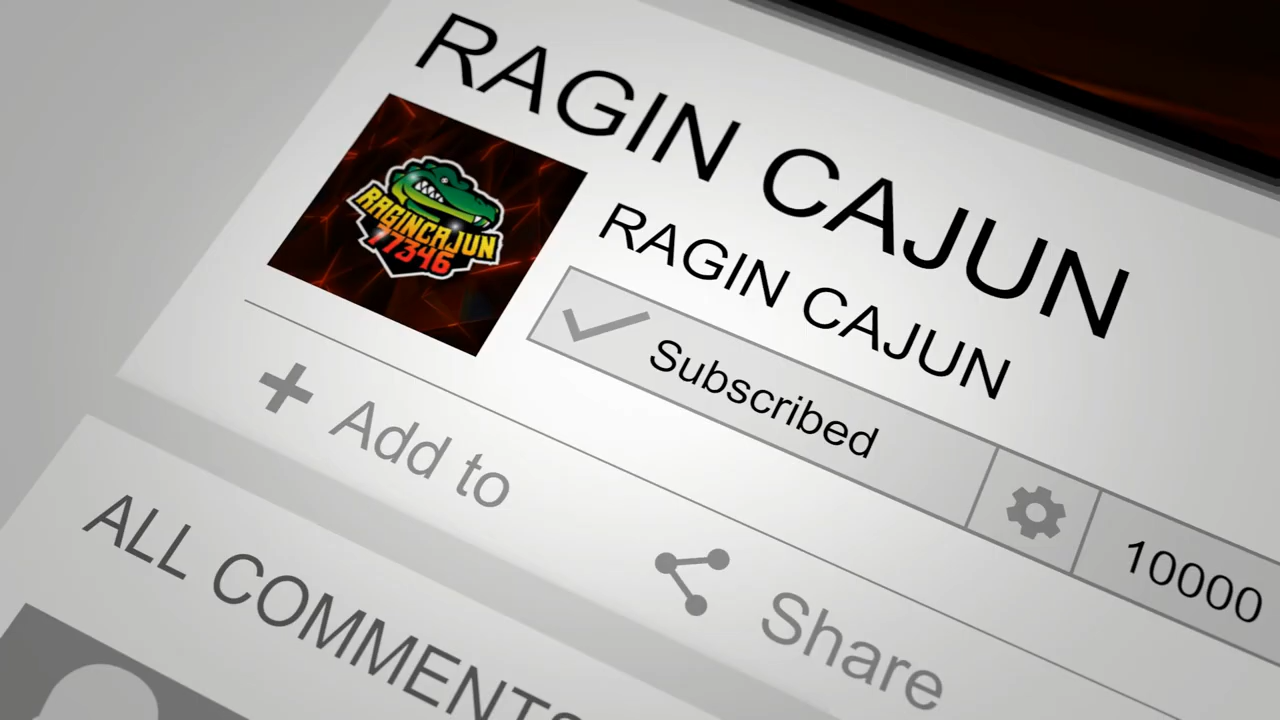 RAGIN CAJUN
RAGINCAJUN
77346
RAGIN CAJUN
Subscribed
10000
Add to
Share
ALL COMMENTS